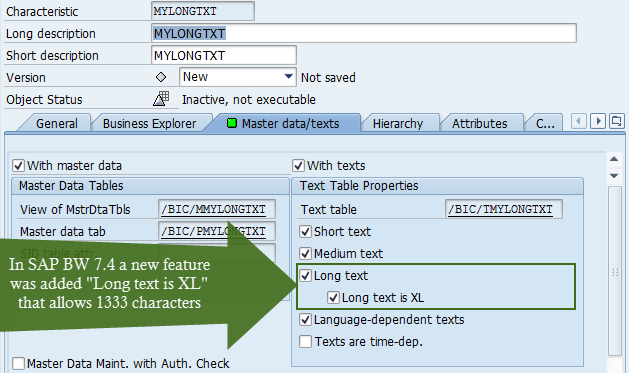 Characteristic MYLONGTXT
Long description MYLONGTXT
Short description MYLONGTXT
Version New Not saved
Object Status Inactive, not executable
General Business Explorer Master data/texts Hierarchy Attributes C...
With master data With texts
Master Data Tables Text Table Properties
View of MstrDtaTbls /BIC/MMYLONGTXT Text table /BIC/TMYLONGTXT
Master data tab /BIC/PMYLONGTXT Short text
SID table attr Medium text
In SAP BW 7.4 a new feature
was added "Long text is XL"
that allows 1333 characters
Long text
Long text is XL
Language-dependent texts
Texts are time-dep.
Master Data Maint. with Auth. Check